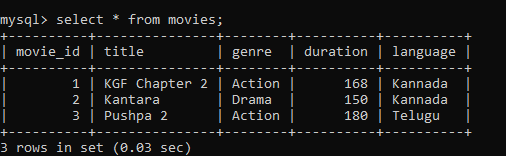 mysql> select * from movies;
+----------+---------------+--------+----------+----------+
| movie_id | title         | genre  | duration | language |
+----------+---------------+--------+----------+----------+
|        1 | KGF Chapter 2 | Action |      168 | Kannada  |
|        2 | Kantara       | Drama  |      150 | Kannada  |
|        3 | Pushpa 2      | Action |      180 | Telugu   |
+----------+---------------+--------+----------+----------+
3 rows in set (0.03 sec)